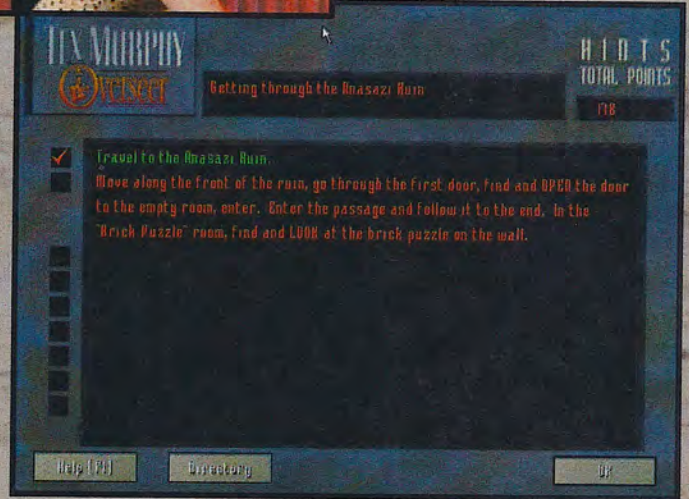 TEX MURPHY
Overseer
HINTS
TOTAL POINTS
178
Getting through the Anasazi Ruin
Travel to the Anasazi Ruin.
Move along the front of the ruin, go through the first door, find and OPEN the door
to the empty room, enter. Enter the passage and follow it to the end. In the
"Brick Puzzle" room, find and LOOK at the brick puzzle on the wall.
Help
Directory
OK